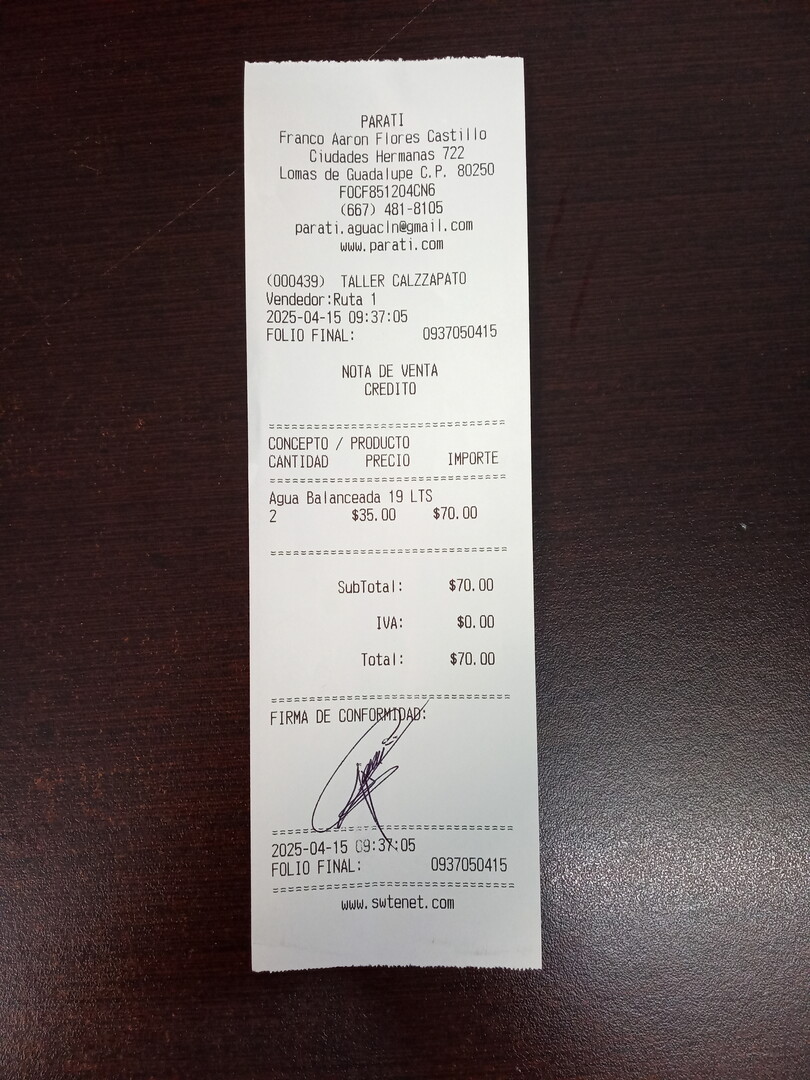 PARATI
Franco Aaron Flores Castillo
Ciudades Hermanas 722
Lomas de Guadalupe C.P. 80250
FOCF851204CN6
(667) 481-8105
parati.aguacln@gmail.com
www.parati.com
(000439) TALLER CALZZAPATO
Vendedor:Ruta 1
2025-04-15 09:37:05
FOLIO FINAL: 0937050415
NOTA DE VENTA
CREDITO
===============================
CONCEPTO / PRODUCTO
CANTIDAD PRECIO IMPORTE
===============================
Agua Balanceada 19 LTS
2 $35.00 $70.00
===============================
SubTotal: $70.00
IVA: $0.00
Total: $70.00
===============================
FIRMA DE CONFORMIDAD:
===============================
2025-04-15 09:37:05
FOLIO FINAL: 0937050415
===============================
www.swtenet.com